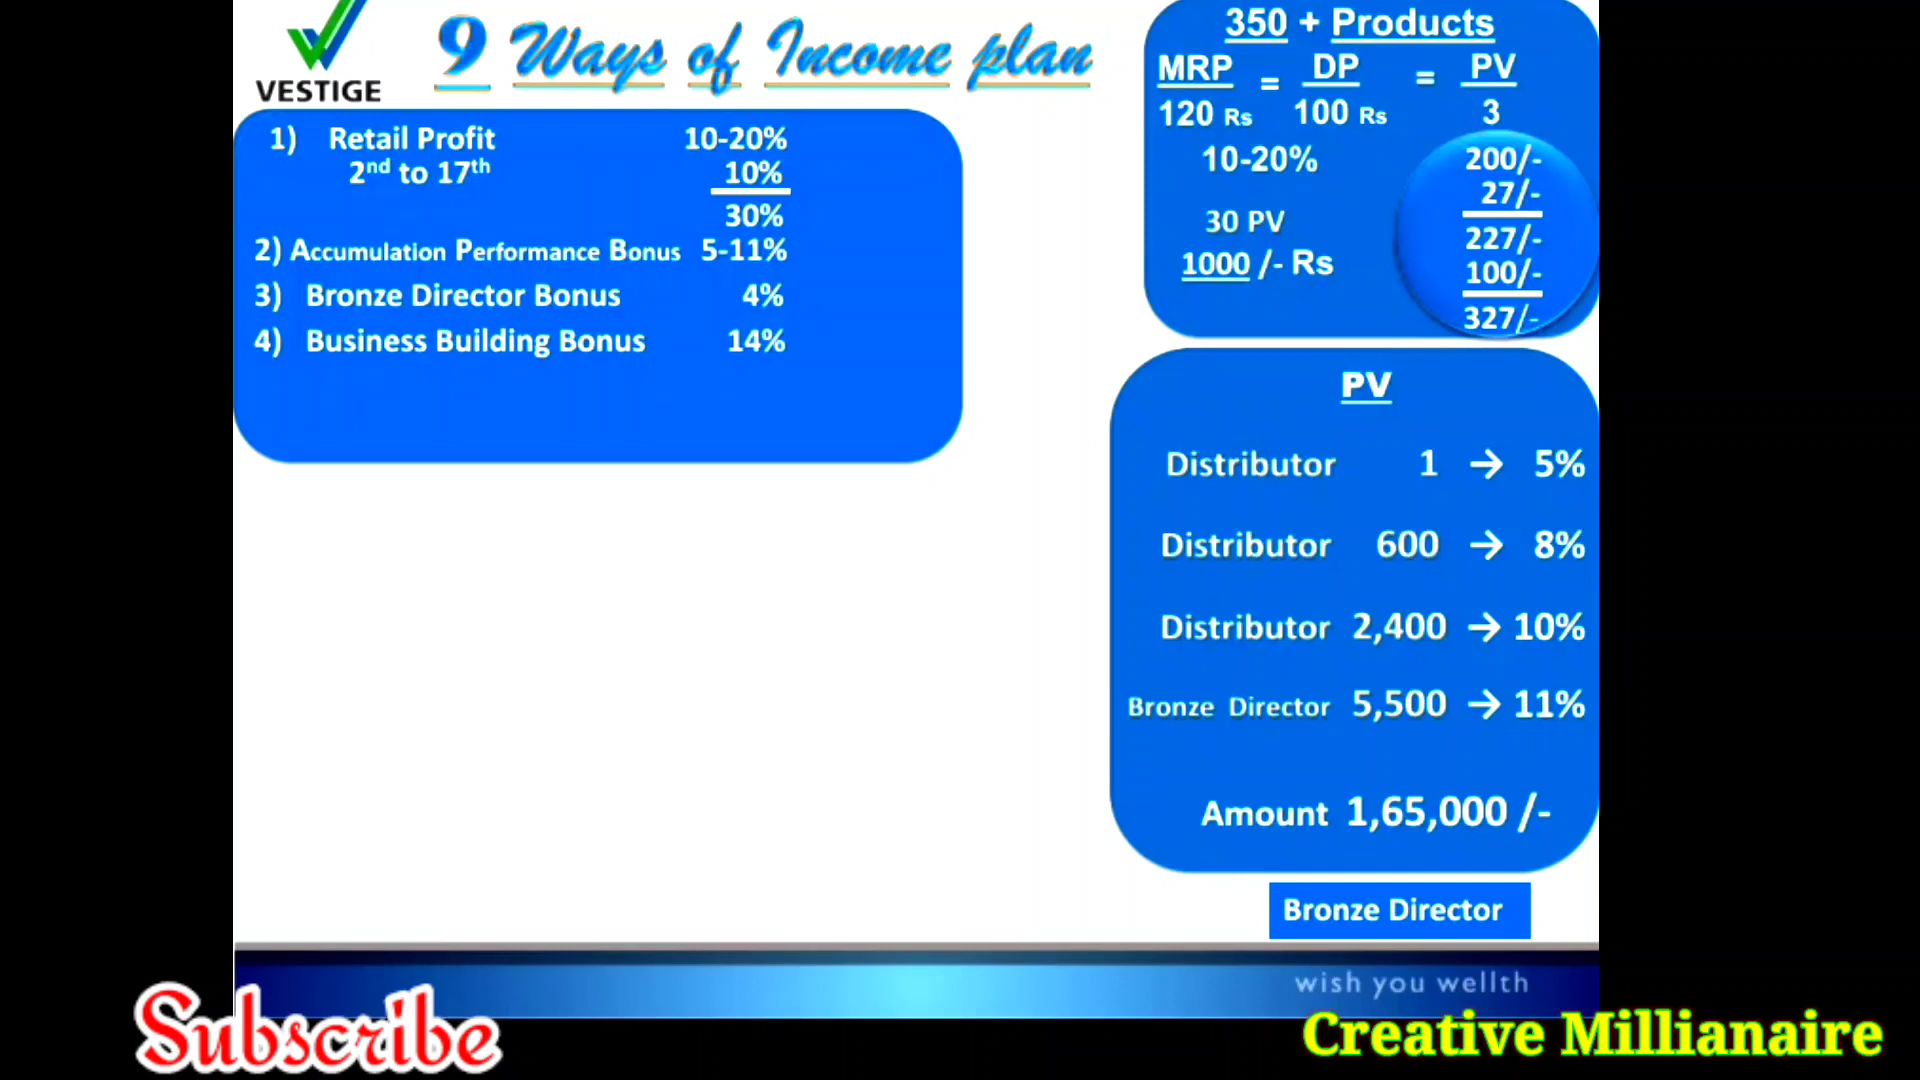 VESTIGE
9 Ways of Income plan
1) Retail Profit 10-20%
2nd to 17th 10%
30%
2) Accumulation Performance Bonus 5-11%
3) Bronze Director Bonus 4%
4) Business Building Bonus 14%
350 + Products
MRP = DP = PV
120 Rs 100 Rs 3
10-20% 200/-
27/-
30 PV 227/-
1000 /- Rs 100/-
327/-
PV
Distributor 1 → 5%
Distributor 600 → 8%
Distributor 2,400 → 10%
Bronze Director 5,500 → 11%
Amount 1,65,000 /-
Bronze Director
wish you wellth
Subscribe
Creative Millianaire